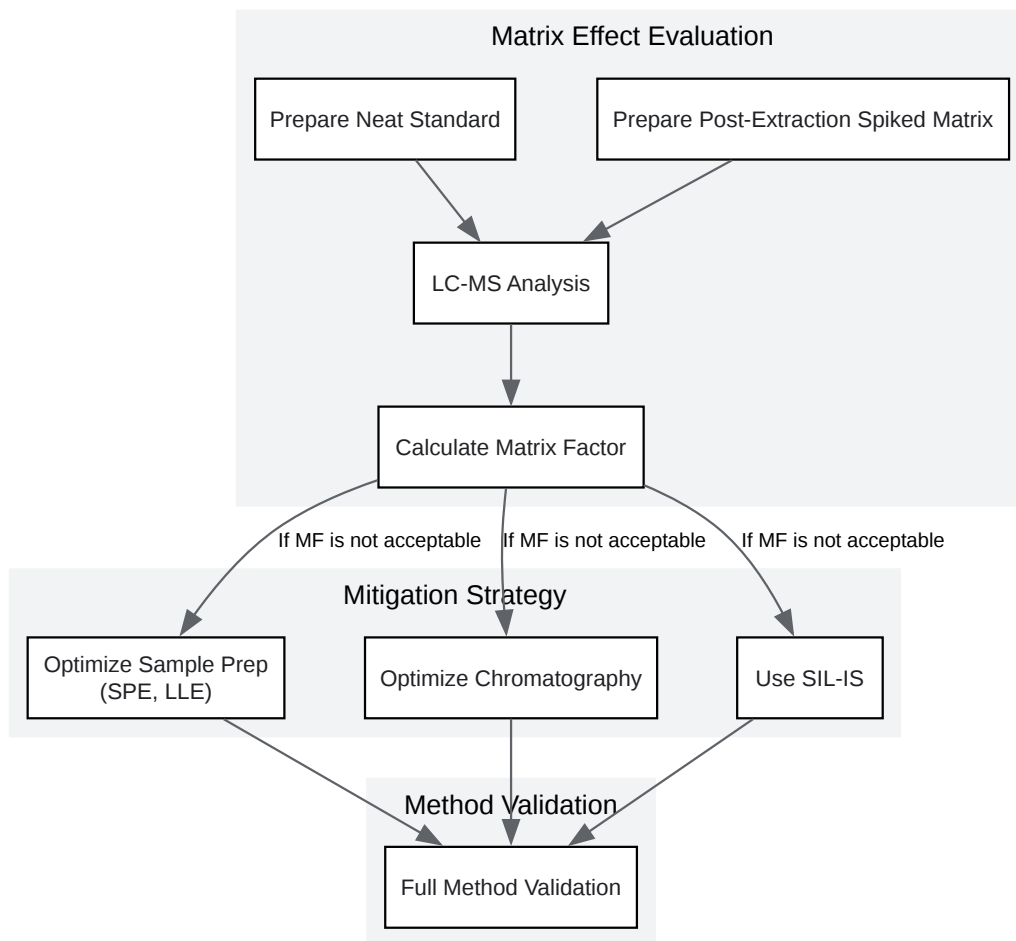 Matrix Effect Evaluation
Prepare Neat Standard
Prepare Post-Extraction Spiked Matrix
LC-MS Analysis
Calculate Matrix Factor
If MF is not acceptable
If MF is not acceptable
If MF is not acceptable
Mitigation Strategy
Optimize Sample Prep
(SPE, LLE)
Optimize Chromatography
Use SIL-IS
Method Validation
Full Method Validation